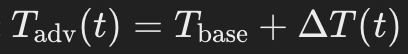 T_adv(t) = T_base + ΔT(t)